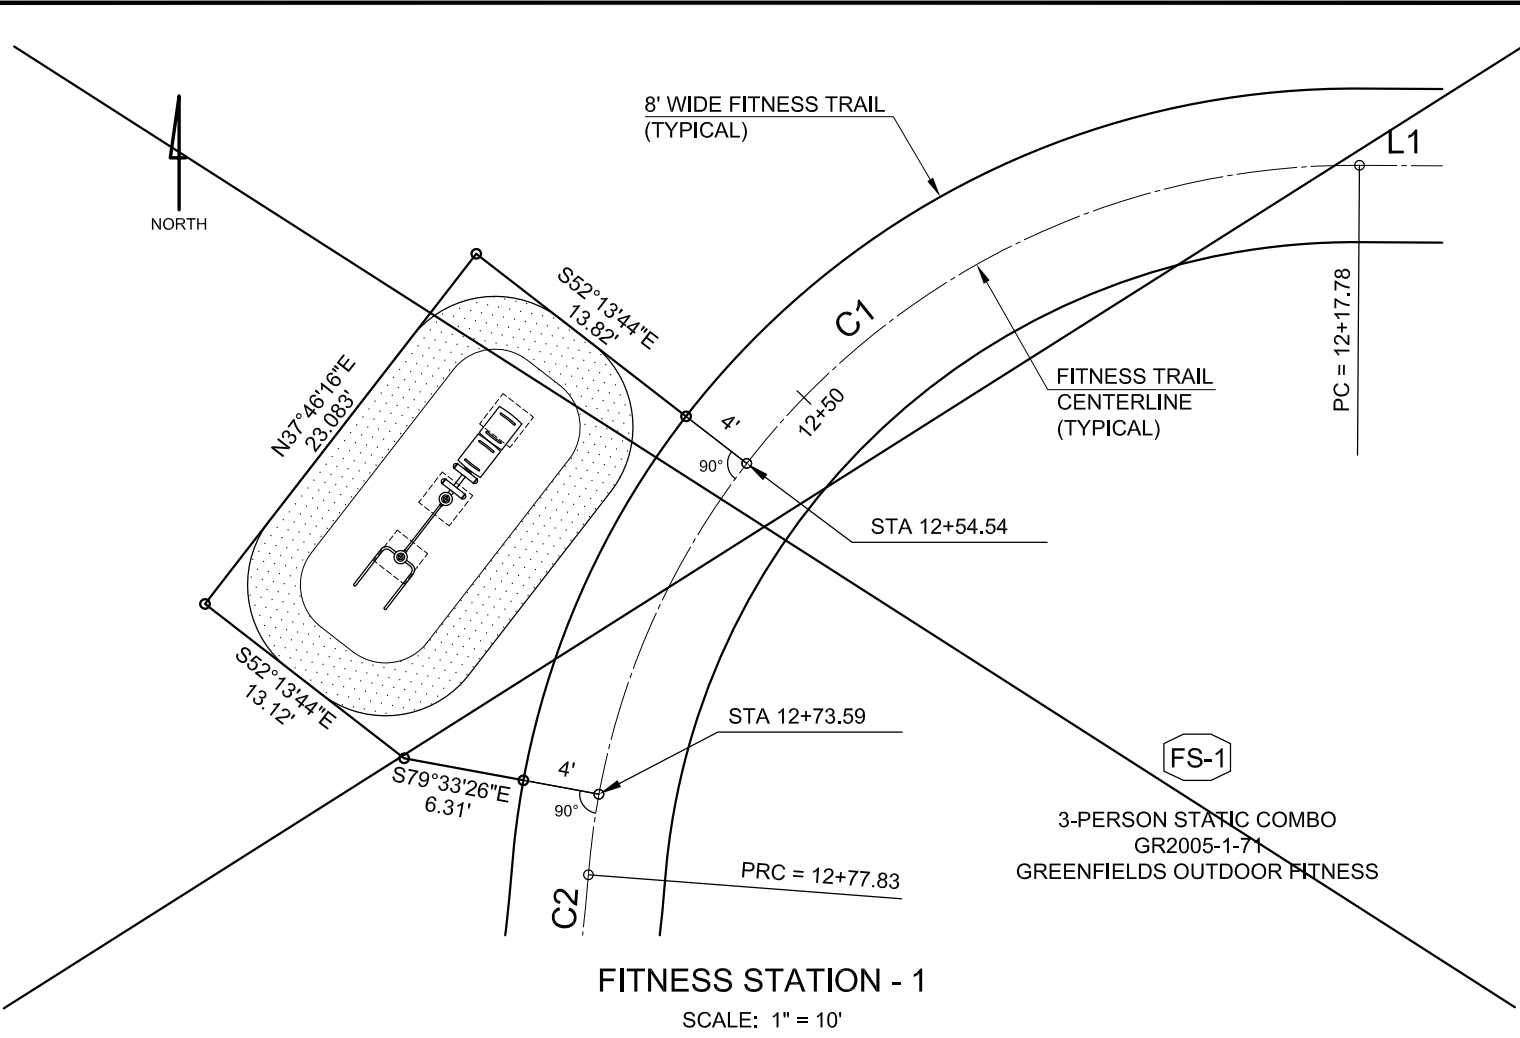 8' WIDE FITNESS TRAIL
(TYPICAL)
L1
NORTH
S52°13'44"E
13.82'
C1
PC = 12+17.78
N37°46'16"E
23.083'
4'
12+50
FITNESS TRAIL
CENTERLINE
(TYPICAL)
90°
STA 12+54.54
S52°13'44"E
13.12'
STA 12+73.59
S79°33'26"E
6.31'
4'
90°
FS-1
3-PERSON STATIC COMBO
GR2005-1-71
GREENFIELDS OUTDOOR FITNESS
PRC = 12+77.83
C2
FITNESS STATION - 1
SCALE: 1" = 10'